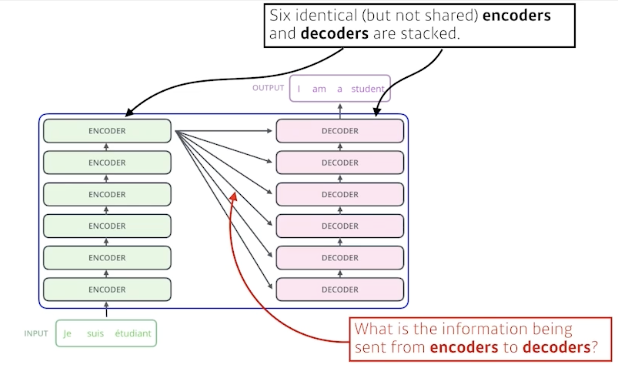 Six identical (but not shared) encoders
and decoders are stacked.
OUTPUT I am a student
ENCODER DECODER
ENCODER DECODER
ENCODER DECODER
ENCODER DECODER
ENCODER DECODER
ENCODER DECODER
INPUT Je suis étudiant
What is the information being
sent from encoders to decoders?